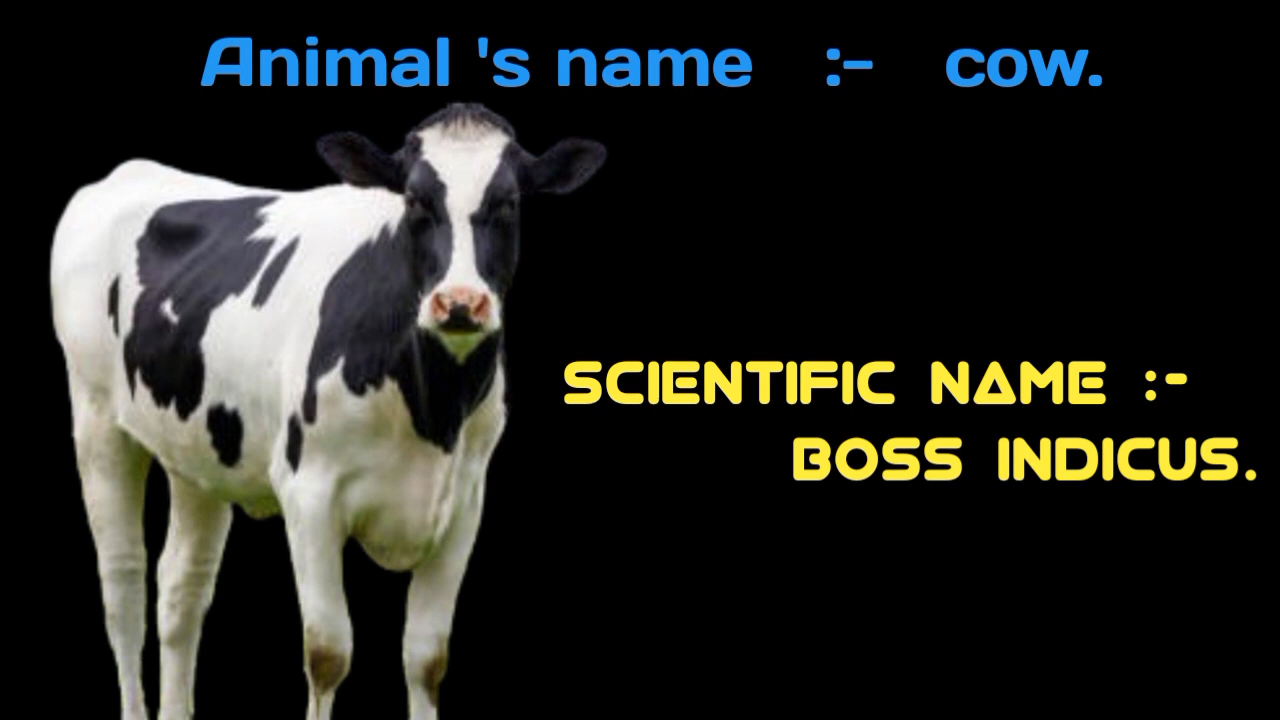 Animal 's name :- cow.
SCIENTIFIC NAME :-
BOSS INDICUS.